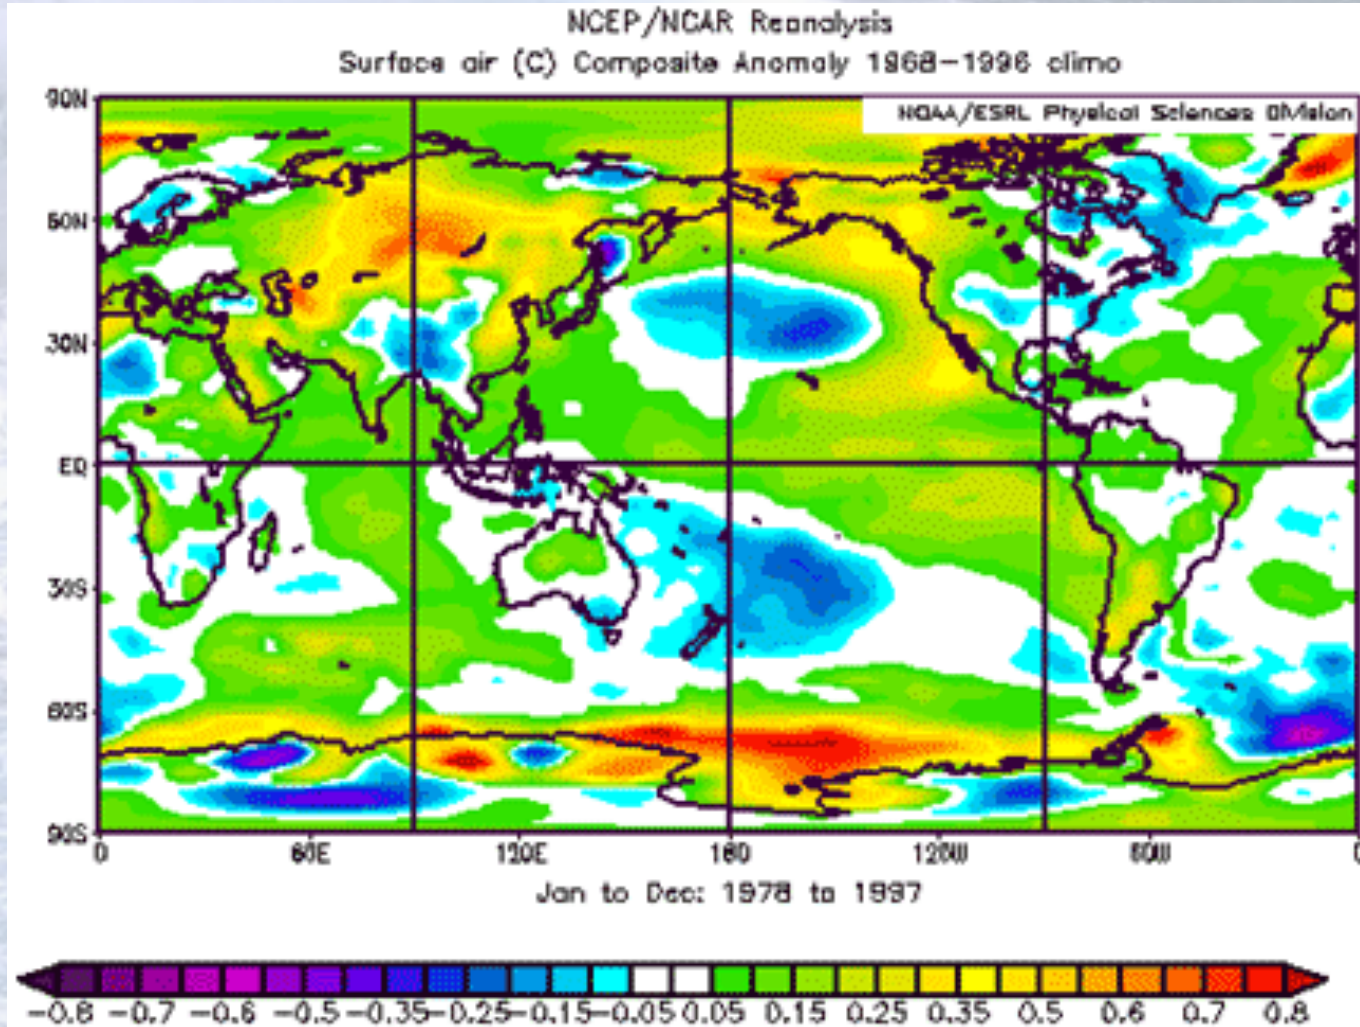 NCEP/NCAR Reanalysis
Surface air (C) Composite Anomaly 1968-1996 climo
NOAA/ESRL Physical Sciences Division
90N
60N
30N
EQ
30S
60S
90S
0 60E 120E 180 120W 60W 0
Jan to Dec: 1978 to 1997
-0.8 -0.7 -0.6 -0.5 -0.35 -0.25 -0.15 -0.05 0.05 0.15 0.25 0.35 0.5 0.6 0.7 0.8